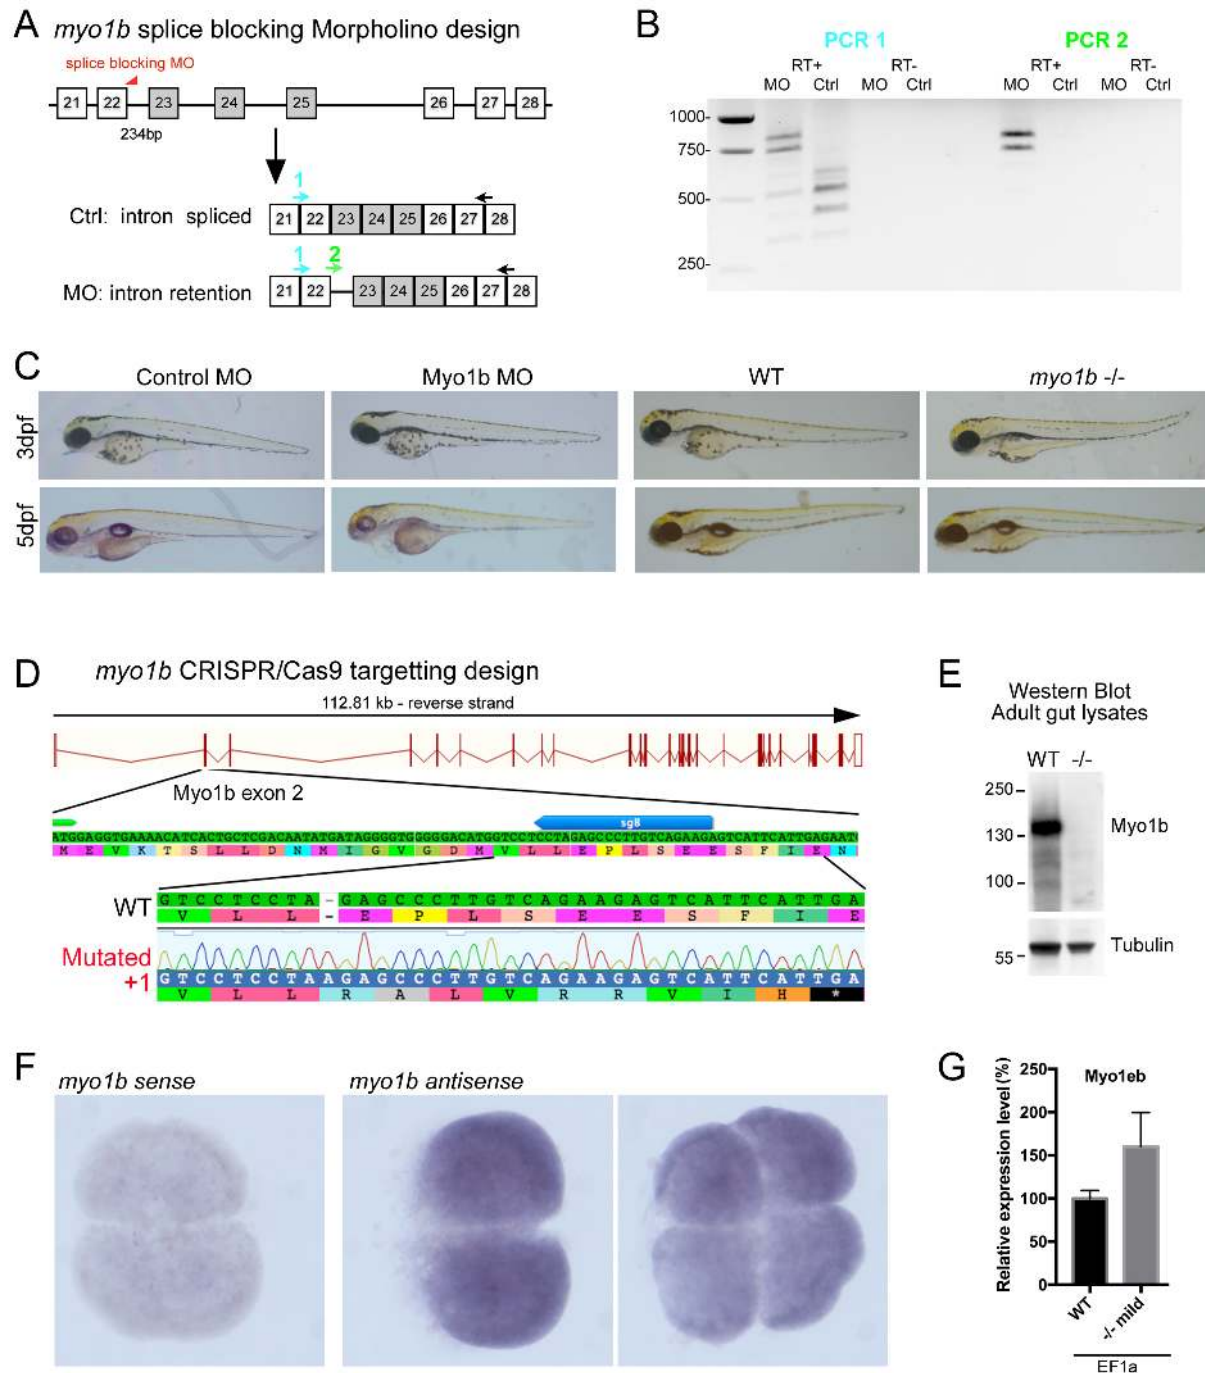 A myo1b splice blocking Morpholino design
splice blocking MO
21 22 23 24 25 26 27 28
234bp
1
Ctrl: intron spliced 21 22 23 24 25 26 27 28
1 2
MO: intron retention 21 22 23 24 25 26 27 28
B
PCR 1 PCR 2
RT+ RT- RT+ RT-
MO Ctrl MO Ctrl MO Ctrl MO Ctrl
1000-
750-
500-
250-
C
Control MO Myo1b MO WT myo1b -/-
3dpf
5dpf
D myo1b CRISPR/Cas9 targetting design
112.81 kb - reverse strand
Myo1b exon 2
sg8
ATGGAGGTGAAAACATCACTGCTCGACAATATGATAGGGGTGGGGGACATGGTCCTCCTAGAGCCCTTGTCAGAAGAGTCATTCATTGAGAAT
M E V K T S L L D N M I G V G D M V L L E P L S E E S F I E N
WT
G T C C T C C T A - G A G C C C T T G T C A G A A G A G T C A T T C A T T G A
V L L - E P L S E E S F I E
Mutated
+1
G T C C T C C T A A G A G C C C T T G T C A G A A G A G T C A T T C A T T G A
V L L R A L V R R V I H *
E
Western Blot
Adult gut lysates
WT -/-
250
130
100
Myo1b
55
Tubulin
F
myo1b sense myo1b antisense
G
Myo1eb
Relative expression level (%)
250
200
150
100
50
0
WT
-/- mild
EF1a